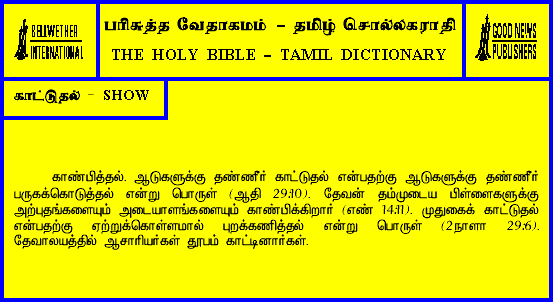 BELLWETHER
INTERNATIONAL
பரிசுத்த வேதாகமம் - தமிழ் சொல்லகராதி
THE HOLY BIBLE - TAMIL DICTIONARY
GOOD NEWS
PUBLISHERS
காட்டுதல் - SHOW
காண்பித்தல். ஆடுகளுக்கு தண்ணீர் காட்டுதல் என்பதற்கு ஆடுகளுக்கு தண்ணீர்
பருகக்கொடுத்தல் என்று பொருள் (ஆதி 29:10). தேவன் தம்முடைய பிள்ளைகளுக்கு
அற்புதங்களையும் அடையாளங்களையும் காண்பிக்கிறார் (எண் 14:11). முதுகைக் காட்டுதல்
என்பதற்கு ஏற்றுக்கொள்ளாமல் புறக்கணித்தல் என்று பொருள் (2நாளா 29:6).
தேவாலயத்தில் ஆசாரியர்கள் தூபம் காட்டினார்கள்.